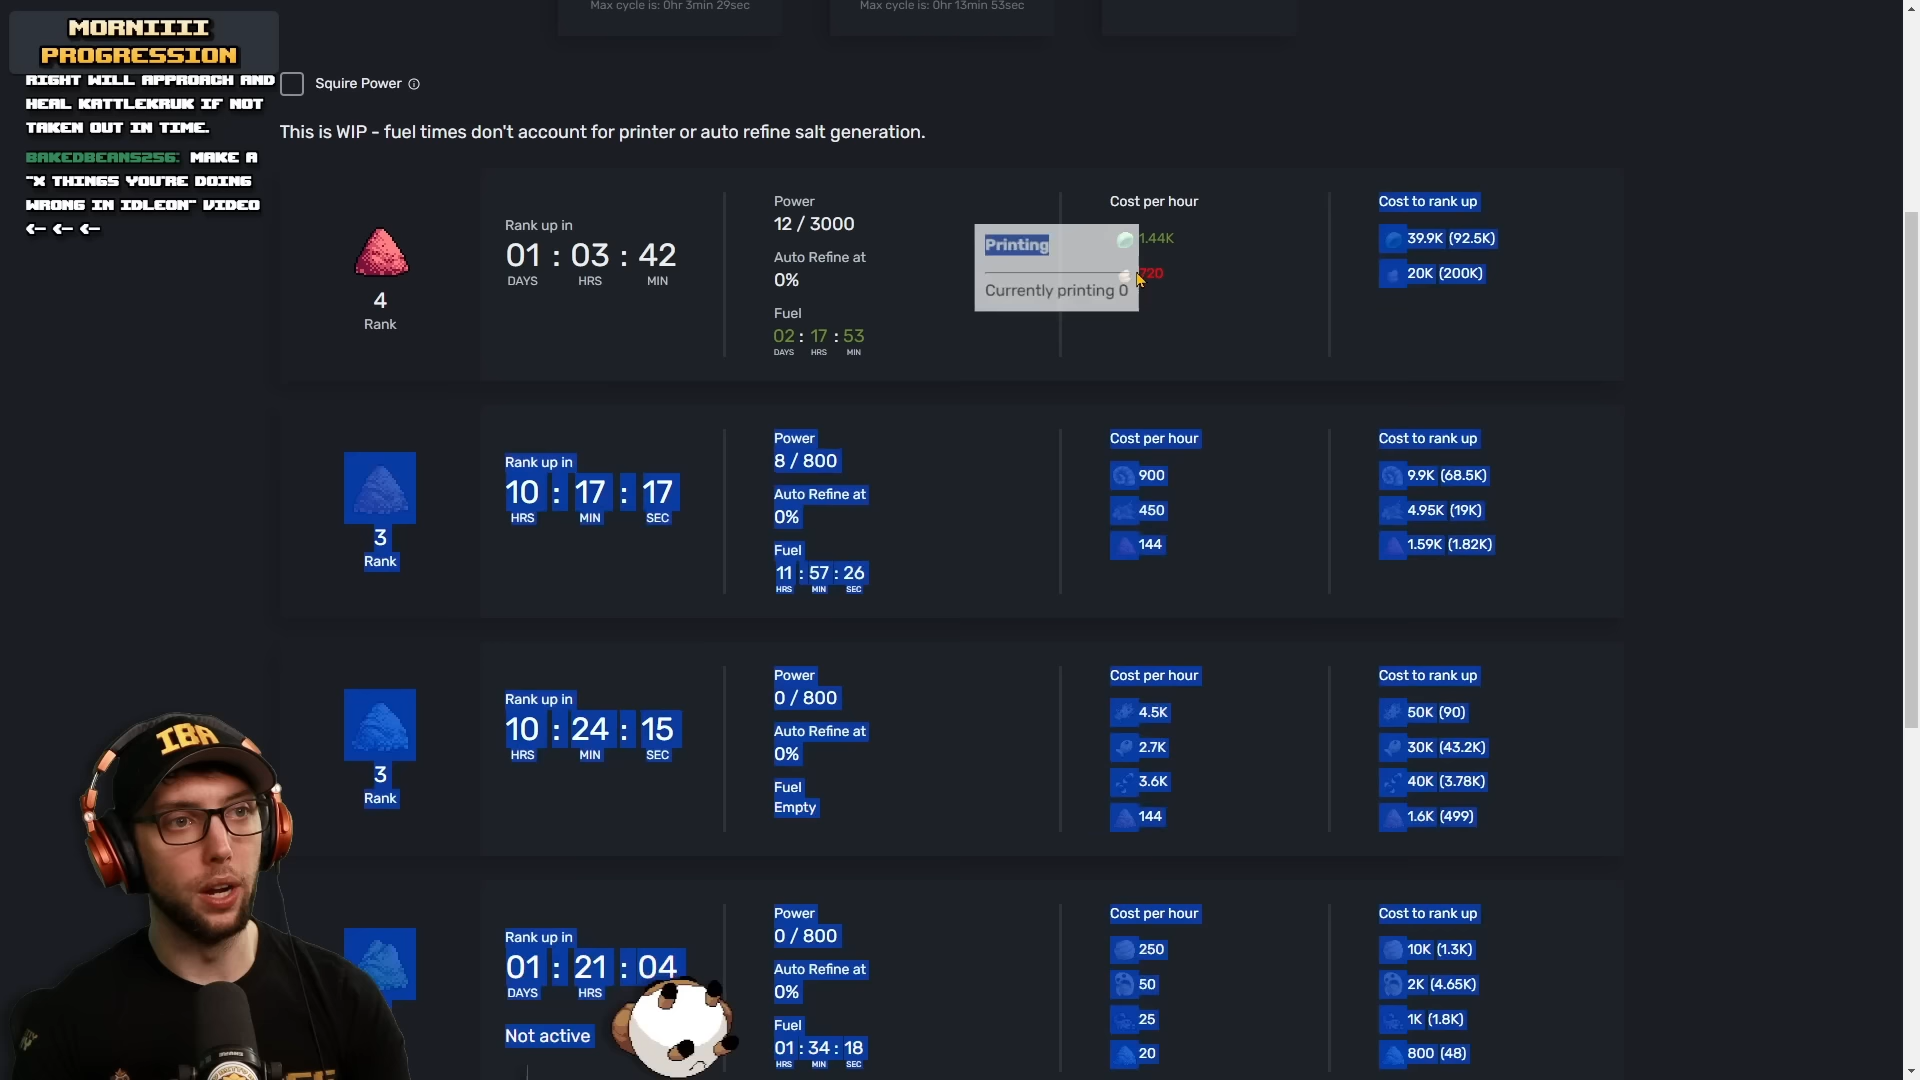 Max cycle is: 0hr 3min 29sec
Max cycle is: 0hr 13min 53sec
MORNIIII
PROGRESSION
RIGHT WILL APPROACH AND
HEAL KATTLEKRUK IF NOT
TAKEN OUT IN TIME.
BAKEDBEANS256: MAKE A
"X THINGS YOU'RE DOING
WRONG IN IDLEON" VIDEO
<- <- <-
Squire Power
This is WIP - fuel times don't account for printer or auto refine salt generation.
4
Rank
Rank up in
01 : 03 : 42
DAYS HRS MIN
Power
12 / 3000
Auto Refine at
0%
Fuel
02 : 17 : 53
DAYS HRS MIN
Cost per hour
1.44K
720
Printing
Currently printing 0
Cost to rank up
39.9K (92.5K)
20K (200K)
3
Rank
Rank up in
10 : 17 : 17
HRS MIN SEC
Power
8 / 800
Auto Refine at
0%
Fuel
11 : 57 : 26
HRS MIN SEC
Cost per hour
900
450
144
Cost to rank up
9.9K (68.5K)
4.95K (19K)
1.59K (1.82K)
3
Rank
Rank up in
10 : 24 : 15
HRS MIN SEC
Power
0 / 800
Auto Refine at
0%
Fuel
Empty
Cost per hour
4.5K
2.7K
3.6K
144
Cost to rank up
50K (90)
30K (43.2K)
40K (3.78K)
1.6K (499)
Rank up in
01 : 21 : 04
DAYS HRS
Not active
Power
0 / 800
Auto Refine at
0%
Fuel
01 : 34 : 18
HRS MIN SEC
Cost per hour
250
50
25
20
Cost to rank up
10K (1.3K)
2K (4.65K)
1K (1.8K)
800 (48)
IBA